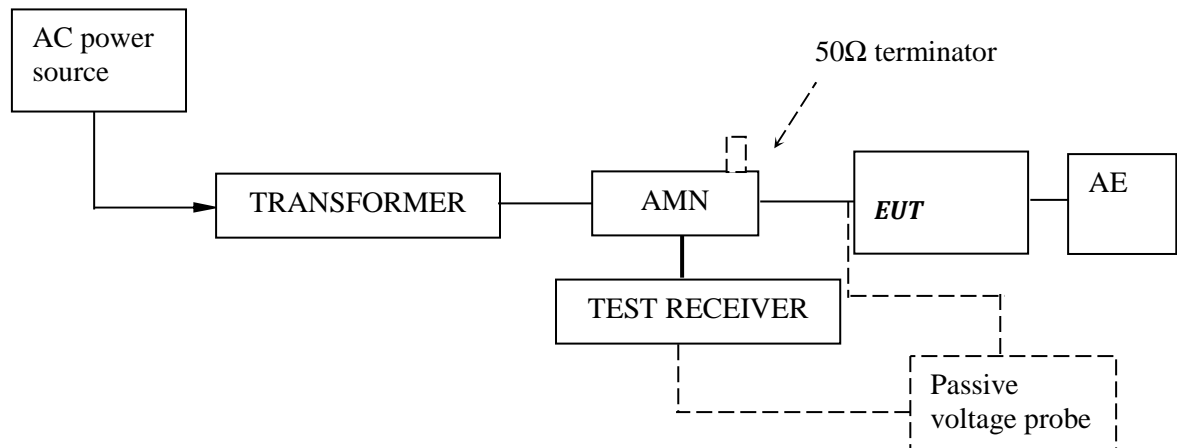 AC power
source
50Ω terminator
TRANSFORMER
AMN
EUT
AE
TEST RECEIVER
Passive
voltage probe